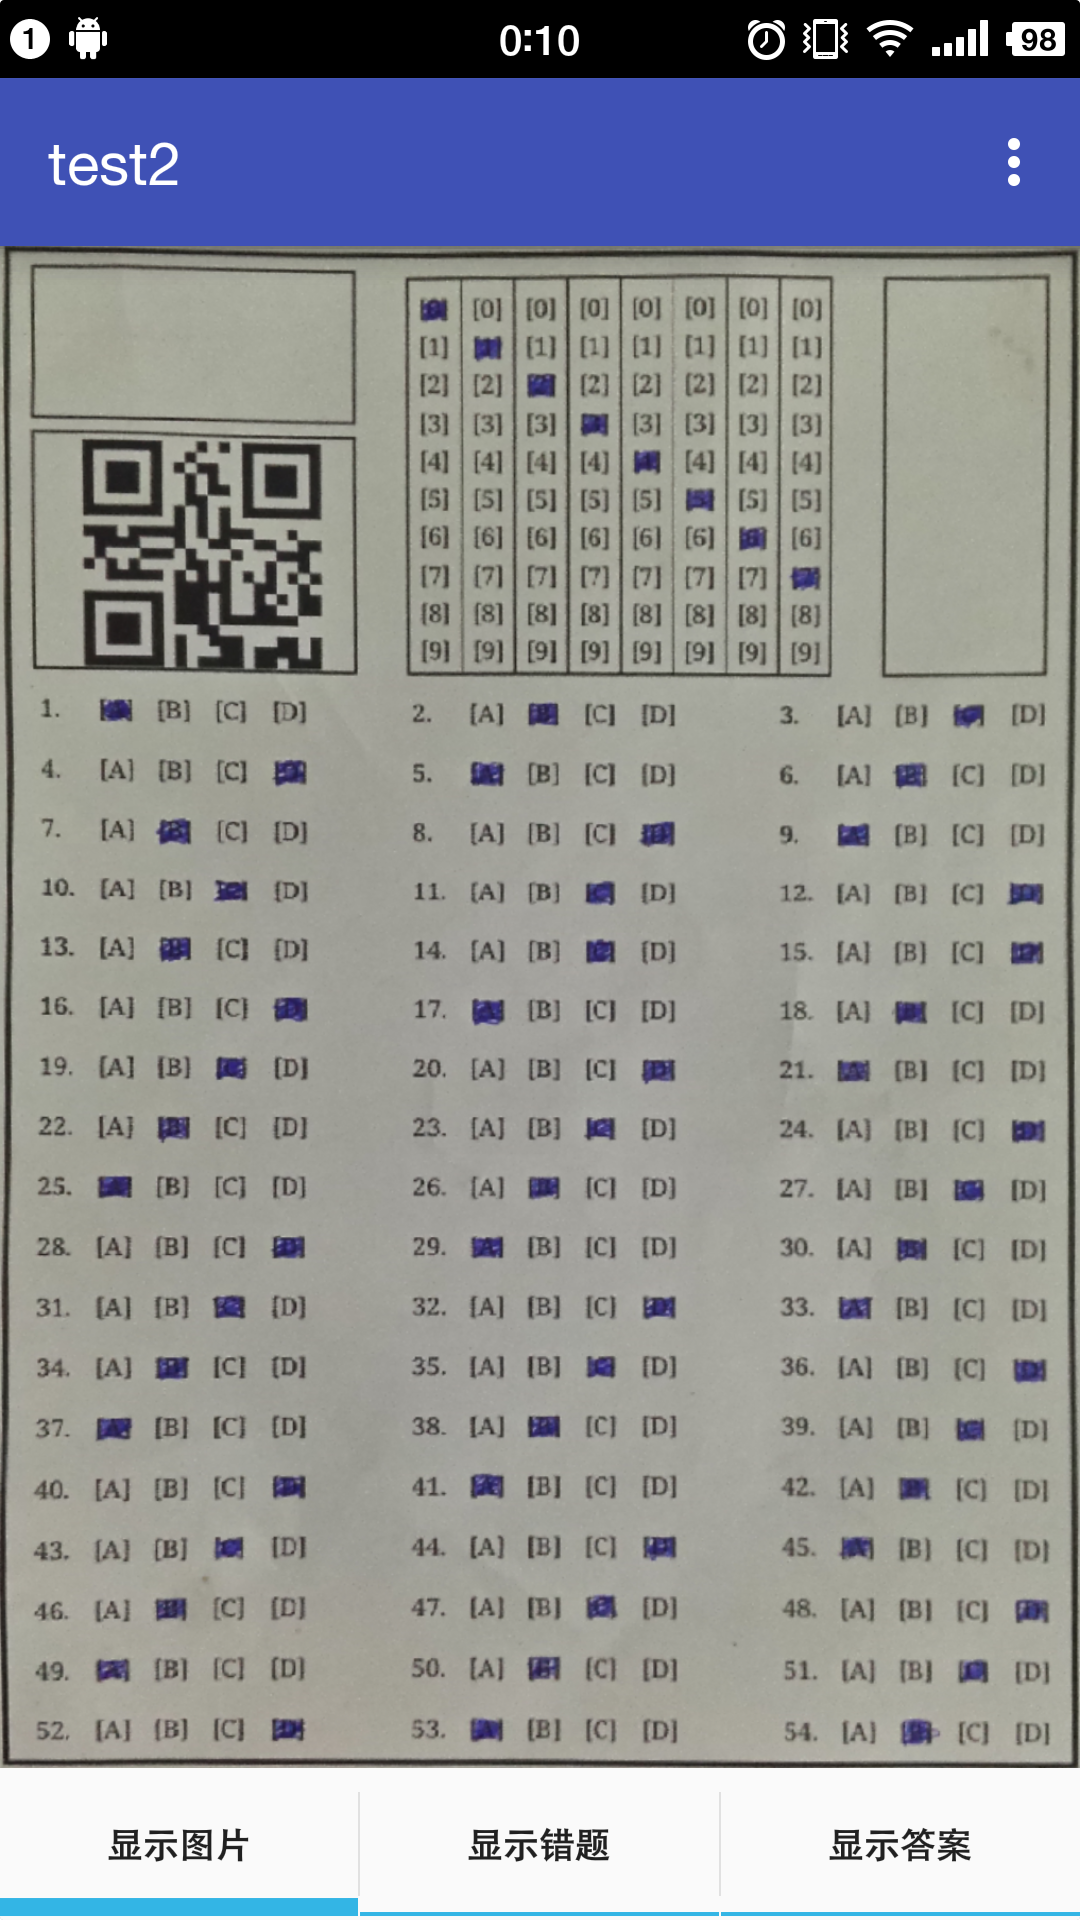 1 0:10 98
test2
[0] [0] [0] [0] [0] [0] [0]
[1] [1] [1] [1] [1] [1] [1]
[2] [2] [2] [2] [2] [2] [2]
[3] [3] [3] [3] [3] [3] [3]
[4] [4] [4] [4] [4] [4] [4]
[5] [5] [5] [5] [5] [5] [5]
[6] [6] [6] [6] [6] [6] [6]
[7] [7] [7] [7] [7] [7] [7]
[8] [8] [8] [8] [8] [8] [8] [8]
[9] [9] [9] [9] [9] [9] [9] [9]
1. [B] [C] [D] 2. [A] [C] [D] 3. [A] [B] [D]
4. [A] [B] [C] 5. [B] [C] [D] 6. [A] [C] [D]
7. [A] [C] [D] 8. [A] [B] [C] 9. [B] [C] [D]
10. [A] [B] [D] 11. [A] [B] [D] 12. [A] [B] [C]
13. [A] [C] [D] 14. [A] [B] [D] 15. [A] [B] [C]
16. [A] [B] [C] 17. [B] [C] [D] 18. [A] [C] [D]
19. [A] [B] [D] 20. [A] [B] [C] 21. [B] [C] [D]
22. [A] [C] [D] 23. [A] [B] [D] 24. [A] [B] [C]
25. [B] [C] [D] 26. [A] [C] [D] 27. [A] [B] [D]
28. [A] [B] [C] 29. [B] [C] [D] 30. [A] [C] [D]
31. [A] [B] [D] 32. [A] [B] [C] 33. [B] [C] [D]
34. [A] [C] [D] 35. [A] [B] [D] 36. [A] [B] [C]
37. [B] [C] [D] 38. [A] [C] [D] 39. [A] [B] [D]
40. [A] [B] [C] 41. [B] [C] [D] 42. [A] [C] [D]
43. [A] [B] [D] 44. [A] [B] [C] 45. [B] [C] [D]
46. [A] [C] [D] 47. [A] [B] [D] 48. [A] [B] [C]
49. [B] [C] [D] 50. [A] [C] [D] 51. [A] [B] [D]
52. [A] [B] [C] 53. [B] [C] [D] 54. [A] [C] [D]
显示图片 显示错题 显示答案